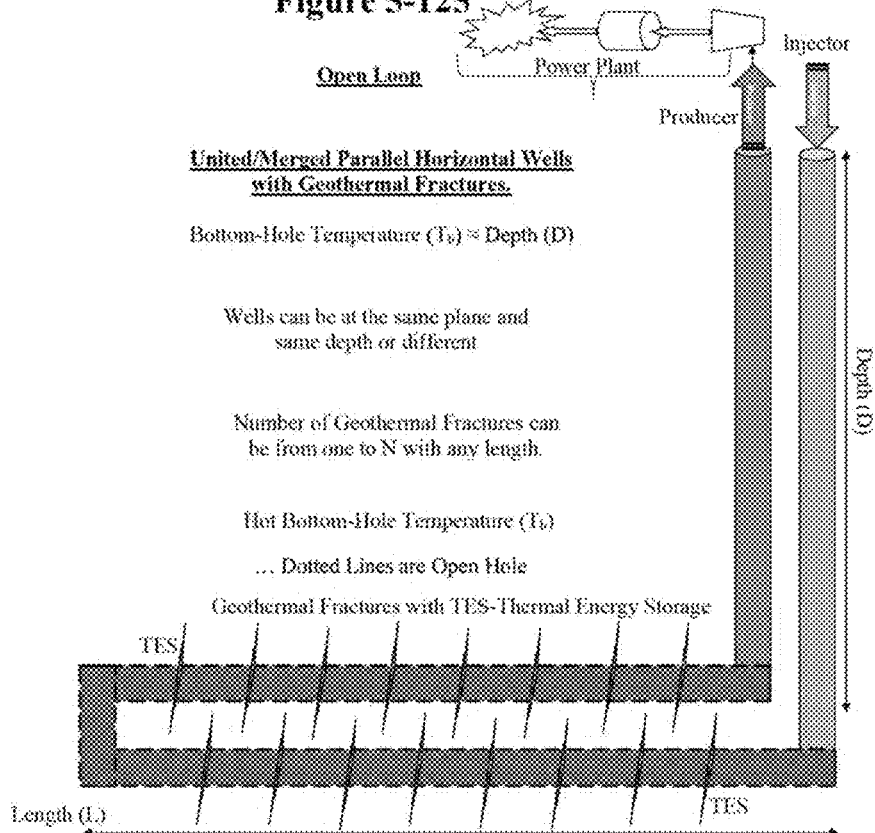 Figure 5-12S
Power Plant
Injector
Open Loop
Producer
United/Merged Parallel Horizontal Wells
with Geothermal Fractures.
Bottom-Hole Temperature (Tb) ≈ Depth (D)
Wells can be at the same plane and
same depth or different
Depth (D)
Number of Geothermal Fractures can
be from one to N with any length.
Hot Bottom-Hole Temperature (Tb)
… Dotted Lines are Open Hole
Geothermal Fractures with TES-Thermal Energy Storage
TES
TES
Length (L)